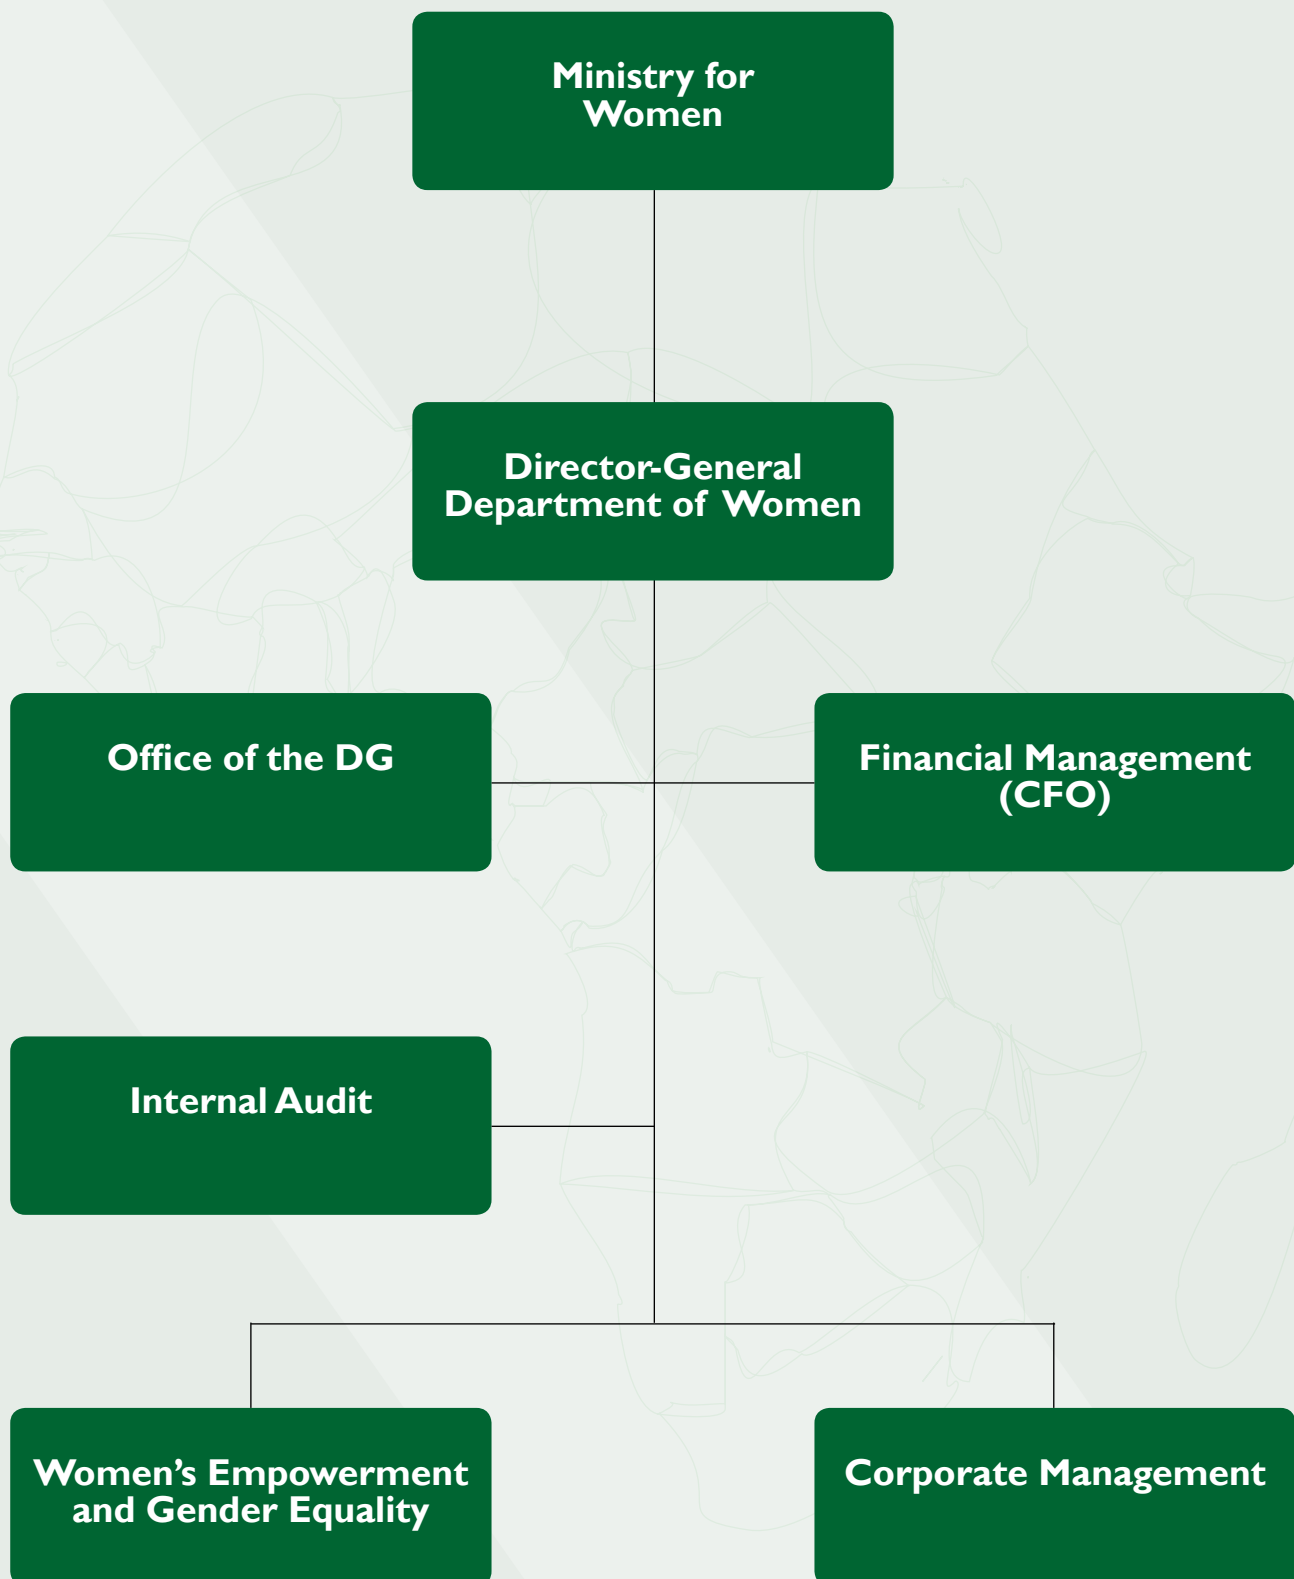 Ministry for
Women
Director-General
Department of Women
Office of the DG
Financial Management
(CFO)
Internal Audit
Women’s Empowerment
and Gender Equality
Corporate Management